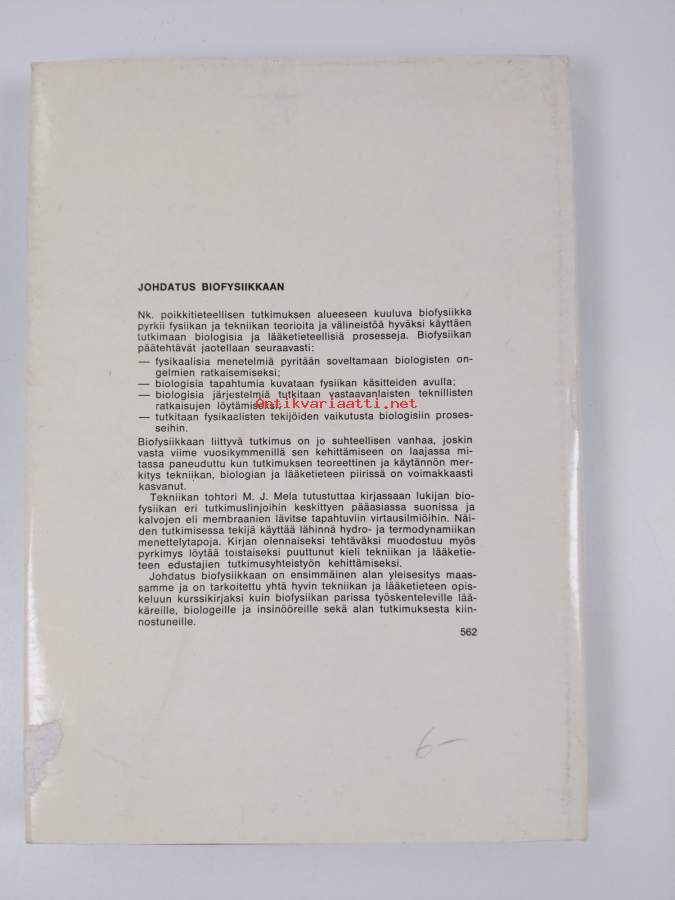 JOHDATUS BIOFYSIIKKAAN
Nk. poikkitieteellisen tutkimuksen alueeseen kuuluva biofysiikka
pyrkii fysiikan ja tekniikan teorioita ja välineistöä hyväksi käyttäen
tutkimaan biologisia ja lääketieteellisiä prosesseja. Biofysiikan
päätehtävät jaotellaan seuraavasti:
— fysikaalisia menetelmiä pyritään soveltamaan biologisten on-
gelmien ratkaisemiseksi;
— biologisia tapahtumia kuvataan fysiikan käsitteiden avulla;
— biologisia järjestelmiä tutkitaan vastaavanlaisten teknillisten
ratkaisujen löytämiseksi;
Antikvariaatti.net
— tutkitaan fysikaalisten tekijöiden vaikutusta biologisiin proses-
seihin.
Biofysiikkaan liittyvä tutkimus on jo suhteellisen vanhaa, joskin
vasta viime vuosikymmenillä sen kehittämiseen on laajassa mi-
tassa paneuduttu kun tutkimuksen teoreettinen ja käytännön mer-
kitys tekniikan, biologian ja lääketieteen piirissä on voimakkaasti
kasvanut.
Tekniikan tohtori M. J. Mela tutustuttaa kirjassaan lukijan bio-
fysiikan eri tutkimuslinjoihin keskittyen pääasiassa suonissa ja
kalvojen eli membraanien lävitse tapahtuviin virtausilmiöihin. Näi-
den tutkimisessa tekijä käyttää lähinnä hydro- ja termodynamiikan
menettelytapoja. Kirjan olennaiseksi tehtäväksi muodostuu myös
pyrkimys löytää toistaiseksi puuttunut kieli tekniikan ja lääketie-
teen edustajien tutkimusyhteistyön kehittämiseksi.
Johdatus biofysiikkaan on ensimmäinen alan yleisesitys maas-
samme ja on tarkoitettu yhtä hyvin tekniikan ja lääketieteen opis-
keluun kurssikirjaksi kuin biofysiikan parissa työskenteleville lää-
käreille, biologeille ja insinööreille sekä alan tutkimuksesta kiin-
nostuneille.
562
6-